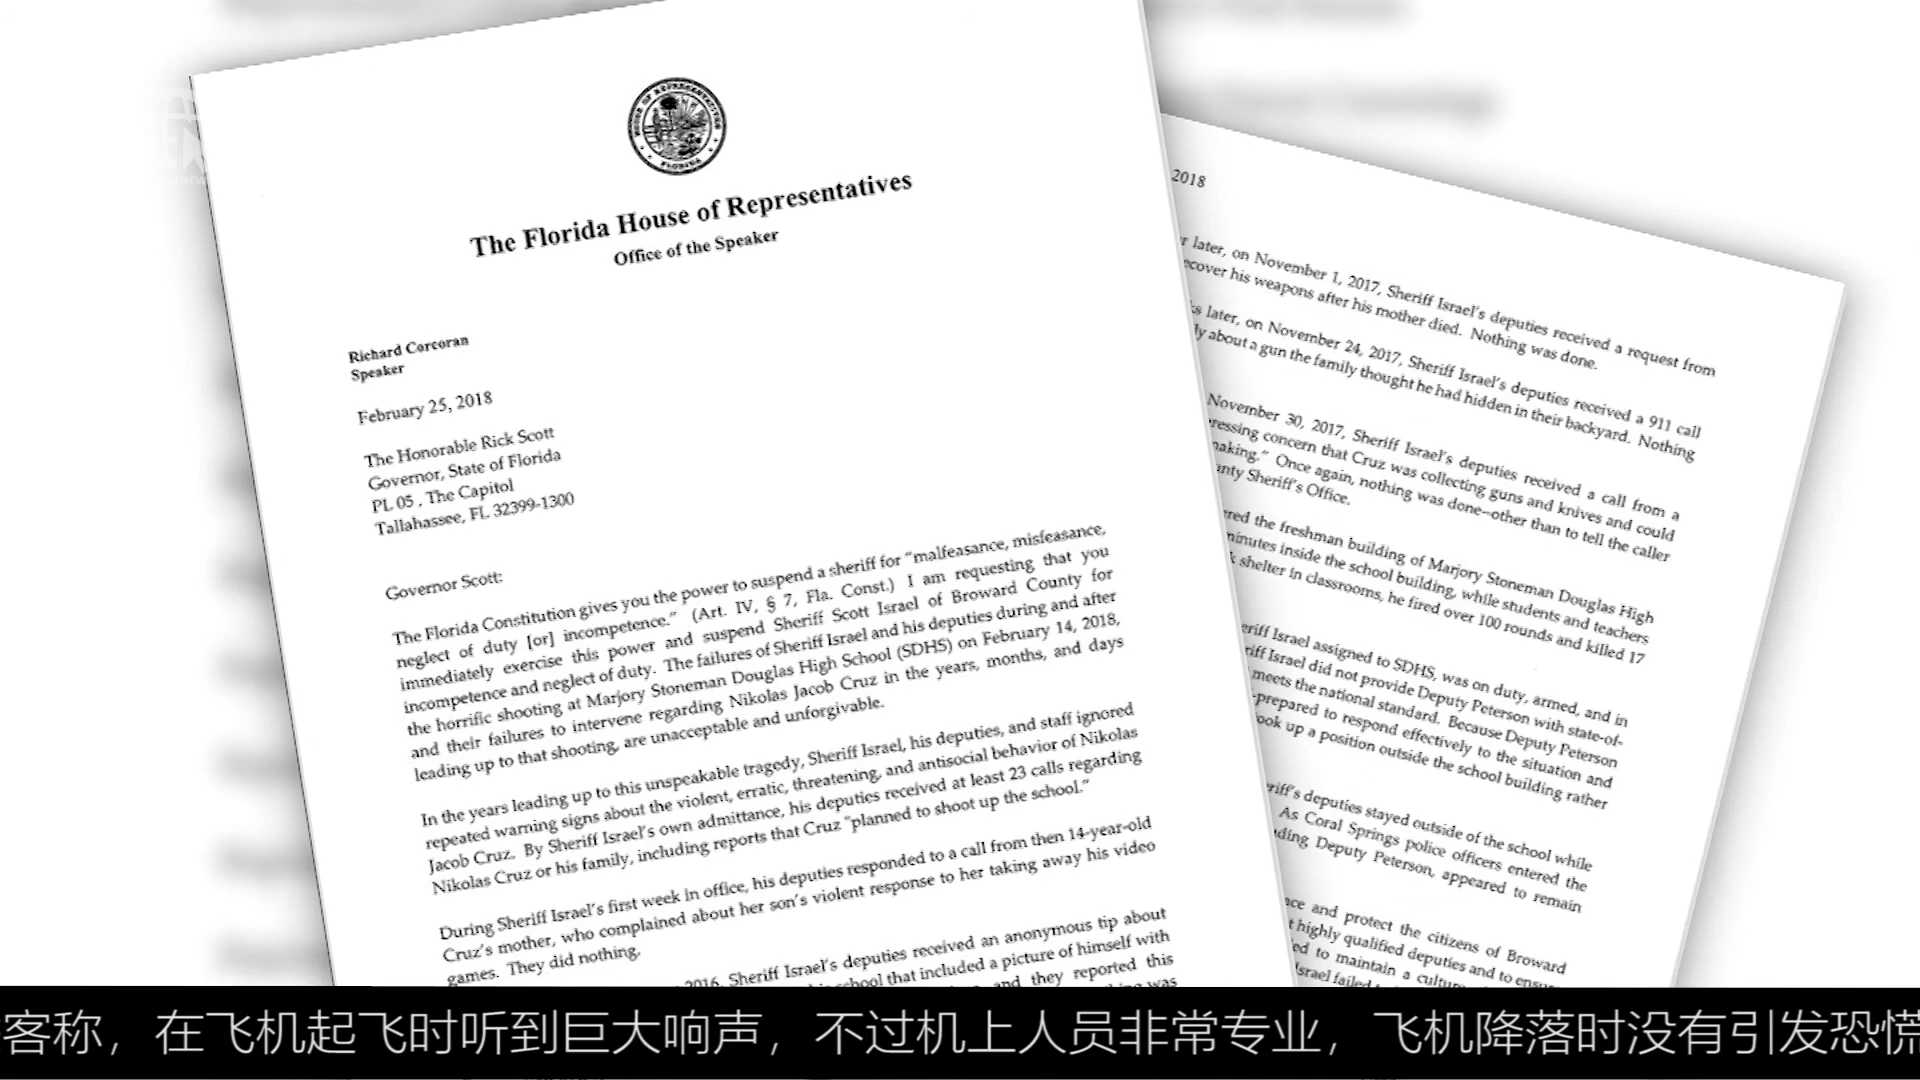 HOUSE OF REPRESENTATIVES
FLORIDA
The Florida House of Representatives
Office of the Speaker
Richard Corcoran
Speaker
February 25, 2018
The Honorable Rick Scott
Governor, State of Florida
PL 05 , The Capitol
Tallahassee, FL 32399-1300
Governor Scott:
The Florida Constitution gives you the power to suspend a sheriff for "malfeasance, misfeasance,
neglect of duty [or] incompetence." (Art. IV, § 7, Fla. Const.) I am requesting that you
immediately exercise this power and suspend Sheriff Scott Israel of Broward County for
incompetence and neglect of duty. The failures of Sheriff Israel and his deputies during and after
the horrific shooting at Marjory Stoneman Douglas High School (SDHS) on February 14, 2018,
and their failures to intervene regarding Nikolas Jacob Cruz in the years, months, and days
leading up to that shooting, are unacceptable and unforgivable.
In the years leading up to this unspeakable tragedy, Sheriff Israel, his deputies, and staff ignored
repeated warning signs about the violent, erratic, threatening, and antisocial behavior of Nikolas
Jacob Cruz. By Sheriff Israel's own admittance, his deputies received at least 23 calls regarding
Nikolas Cruz or his family, including reports that Cruz "planned to shoot up the school."
During Sheriff Israel's first week in office, his deputies responded to a call from then 14-year-old
Cruz's mother, who complained about her son's violent response to her taking away his video
games. They did nothing.
2016, Sheriff Israel's deputies received an anonymous tip about
school that included a picture of himself with
and they reported this
was
2018
later, on November 1, 2017, Sheriff Israel's deputies received a request from
ecover his weapons after his mother died. Nothing was done.
ks later, on November 24, 2017, Sheriff Israel's deputies received a 911 call
ly about a gun the family thought he had hidden in their backyard. Nothing
November 30, 2017, Sheriff Israel's deputies received a call from a
ressing concern that Cruz was collecting guns and knives and could
naking." Once again, nothing was done–other than to tell the caller
unty Sheriff's Office.
ered the freshman building of Marjory Stoneman Douglas High
minutes inside the school building, while students and teachers
k shelter in classrooms, he fired over 100 rounds and killed 17
eriff Israel assigned to SDHS, was on duty, armed, and in
riff Israel did not provide Deputy Peterson with state-of-
meets the national standard. Because Deputy Peterson
-prepared to respond effectively to the situation and
ook up a position outside the school building rather
eriff's deputies stayed outside of the school while
As Coral Springs police officers entered the
ding Deputy Peterson, appeared to remain
ce and protect the citizens of Broward
t highly qualified deputies and to ensu
ed to maintain a cultur
Israel failed
客称，在飞机起飞时听到巨大响声，不过机上人员非常专业，飞机降落时没有引发恐慌